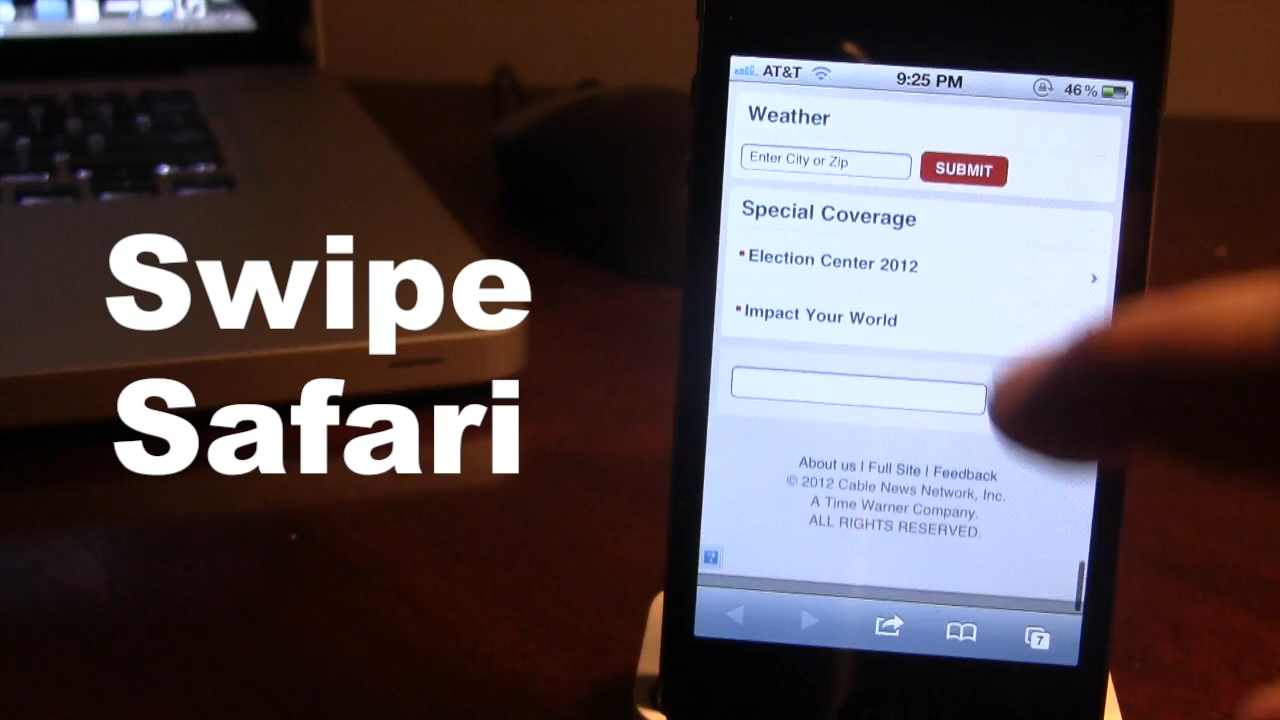 Swipe
Safari
AT&T 9:25 PM 46%
Weather
Enter City or Zip SUBMIT
Special Coverage
Election Center 2012
Impact Your World
About us | Full Site | Feedback
© 2012 Cable News Network, Inc.
A Time Warner Company.
ALL RIGHTS RESERVED.
7